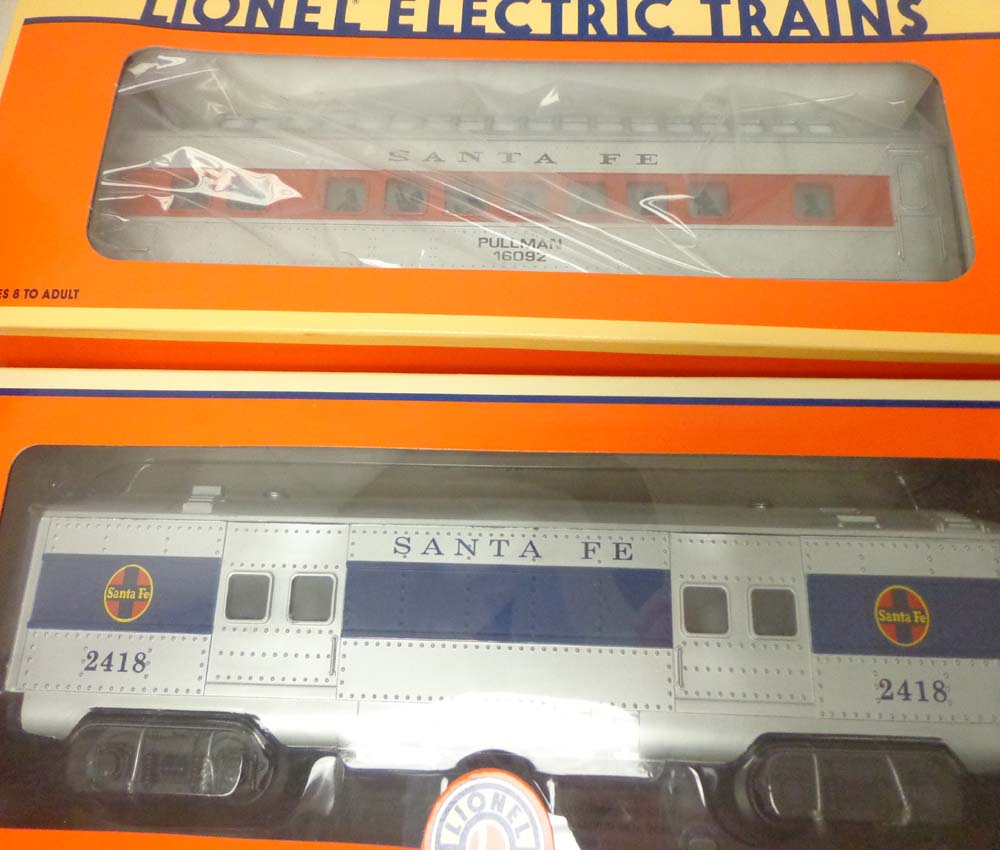 LIONEL ELECTRIC TRAINS
SANTA FE
PULLMAN
16092
ES 8 TO ADULT
SANTA FE
Santa Fe
Santa Fe
2418
2418
LIONEL